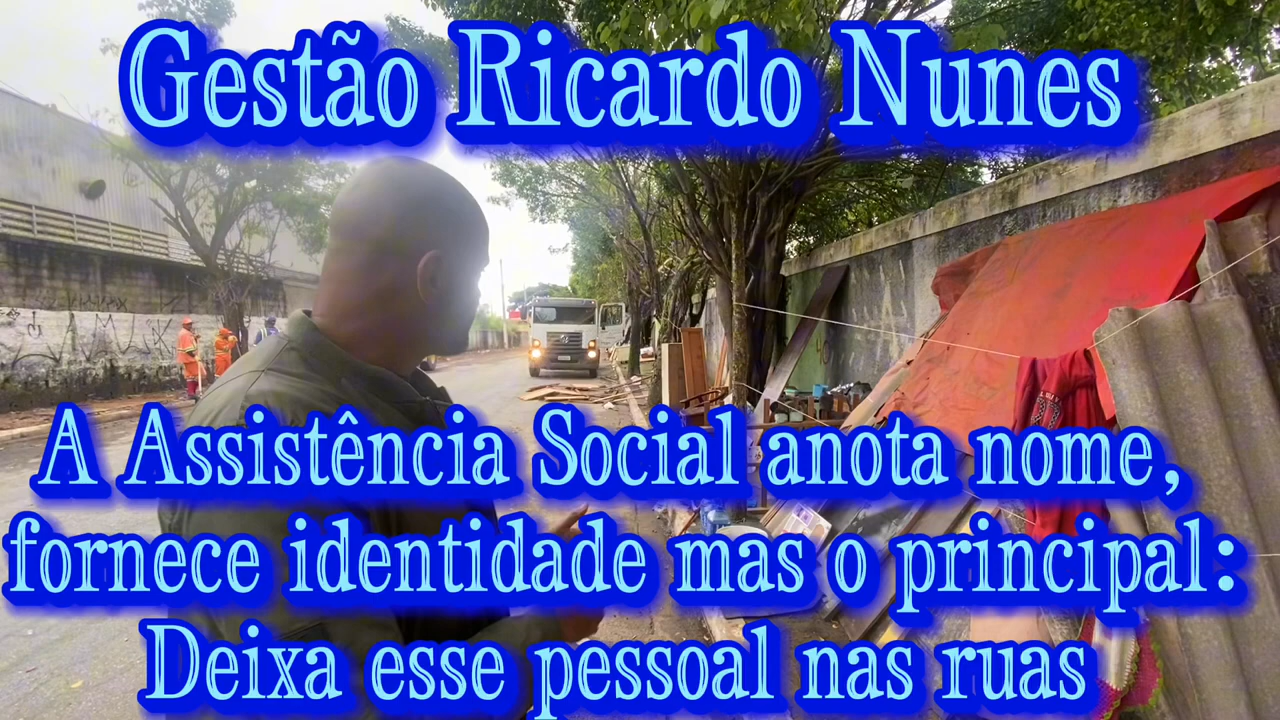 Gestão Ricardo Nunes
A Assistência Social anota nome,
fornece identidade mas o principal:
Deixa esse pessoal nas ruas